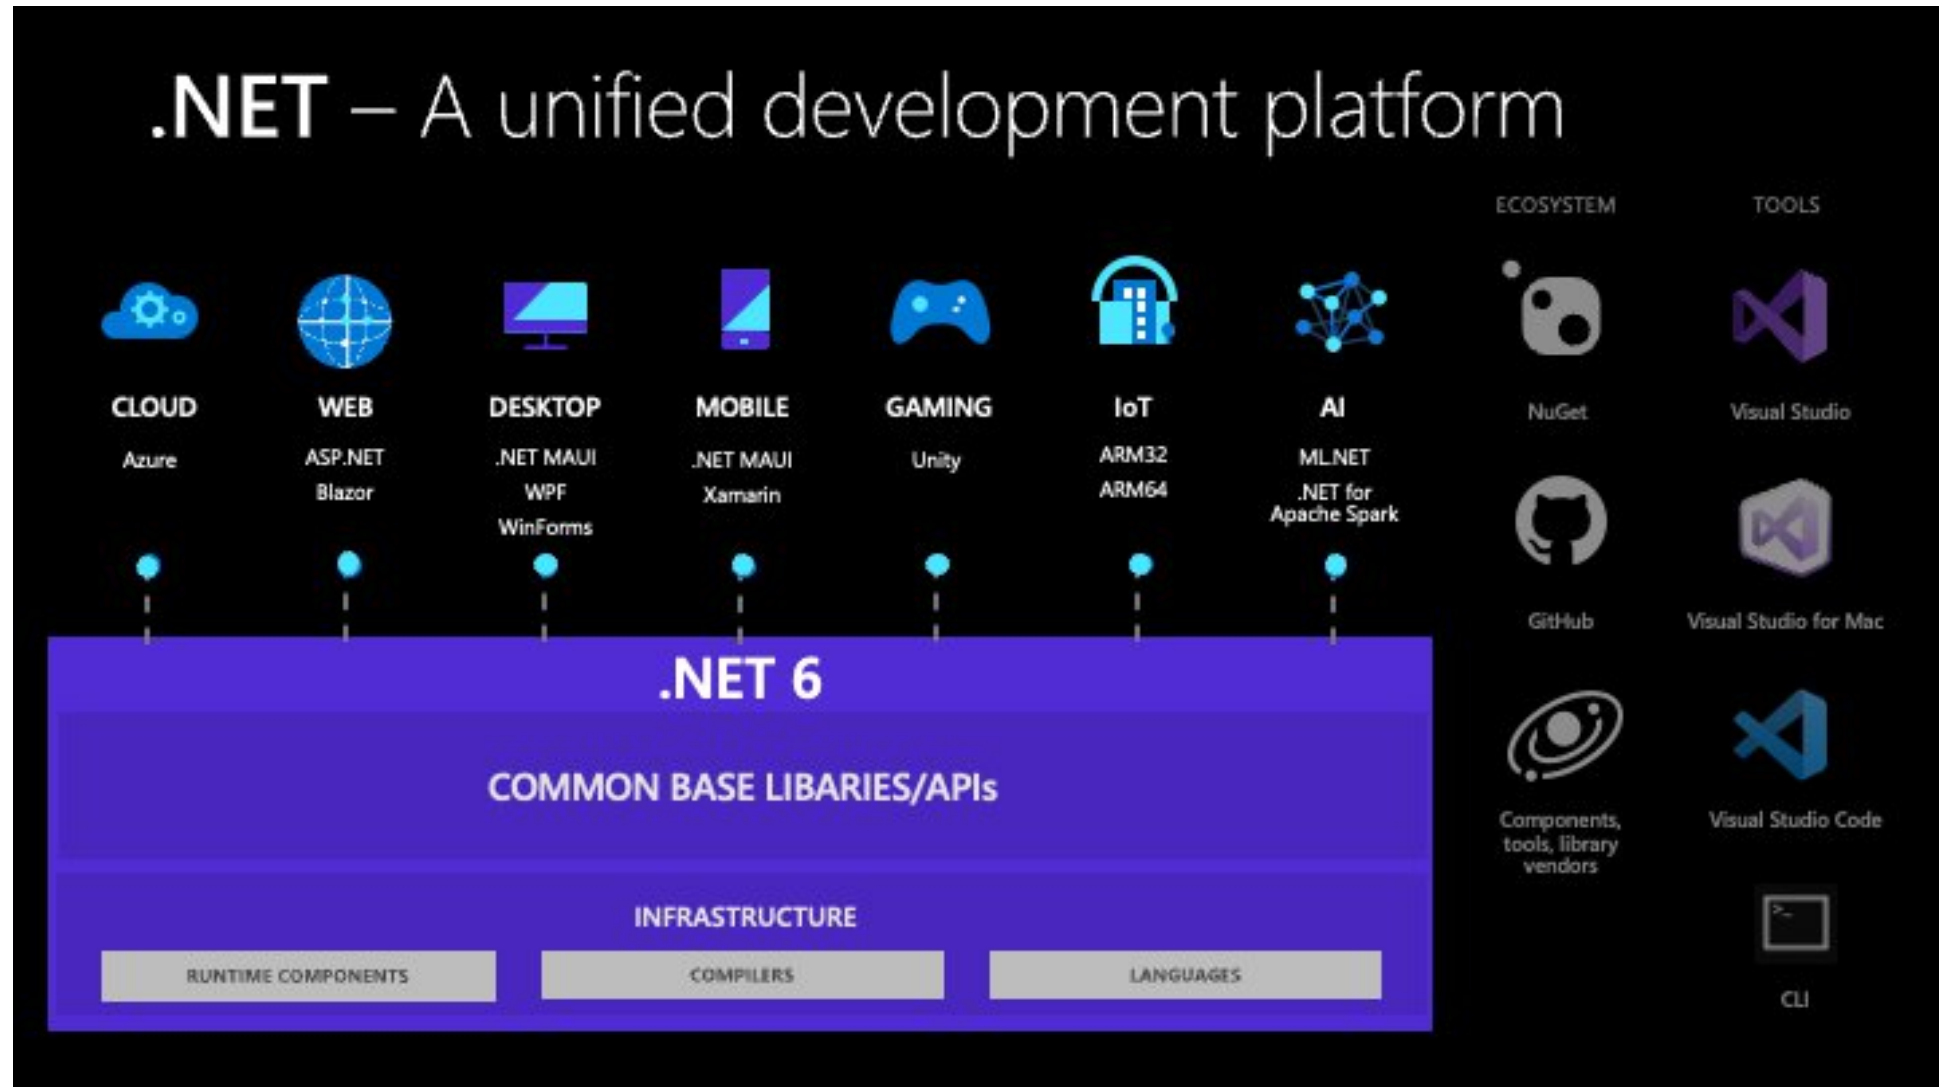 .NET – A unified development platform
ECOSYSTEM
TOOLS
CLOUD
Azure
WEB
ASP.NET
Blazor
DESKTOP
.NET MAUI
WPF
WinForms
MOBILE
.NET MAUI
Xamarin
GAMING
Unity
IoT
ARM32
ARM64
AI
ML.NET
.NET for
Apache Spark
NuGet
GitHub
Components,
tools, library
vendors
Visual Studio
Visual Studio for Mac
Visual Studio Code
>_
CLI
.NET 6
COMMON BASE LIBARIES/APIs
INFRASTRUCTURE
RUNTIME COMPONENTS
COMPILERS
LANGUAGES